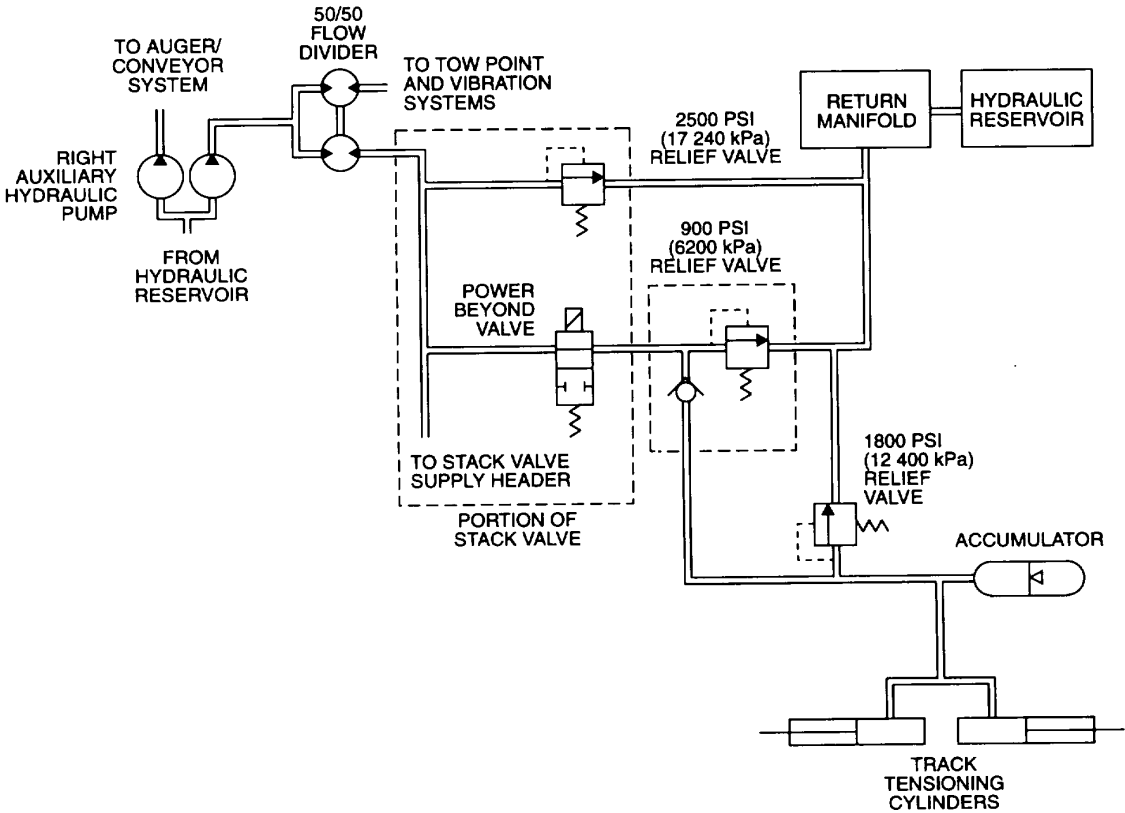 50/50
FLOW
DIVIDER
TO AUGER/
CONVEYOR
SYSTEM
TO TOW POINT
AND VIBRATION
SYSTEMS
RIGHT
AUXILIARY
HYDRAULIC
PUMP
FROM
HYDRAULIC
RESERVOIR
2500 PSI
(17 240 kPa)
RELIEF VALVE
RETURN
MANIFOLD
HYDRAULIC
RESERVOIR
900 PSI
(6200 kPa)
RELIEF VALVE
POWER
BEYOND
VALVE
TO STACK VALVE
SUPPLY HEADER
PORTION OF
STACK VALVE
1800 PSI
(12 400 kPa)
RELIEF
VALVE
ACCUMULATOR
TRACK
TENSIONING
CYLINDERS